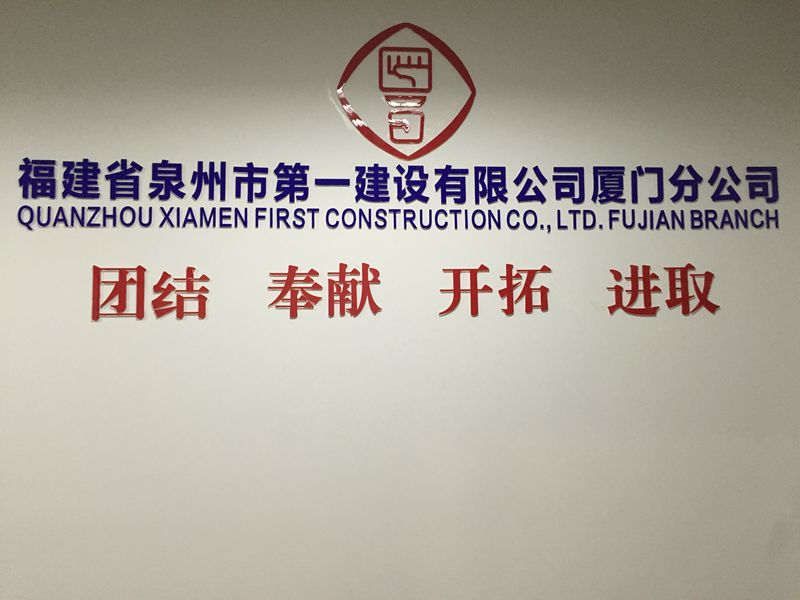 福建省泉州市第一建设有限公司厦门分公司
QUANZHOU XIAMEN FIRST CONSTRUCTION CO., LTD. FUJIAN BRANCH
团结 奉献 开拓 进取